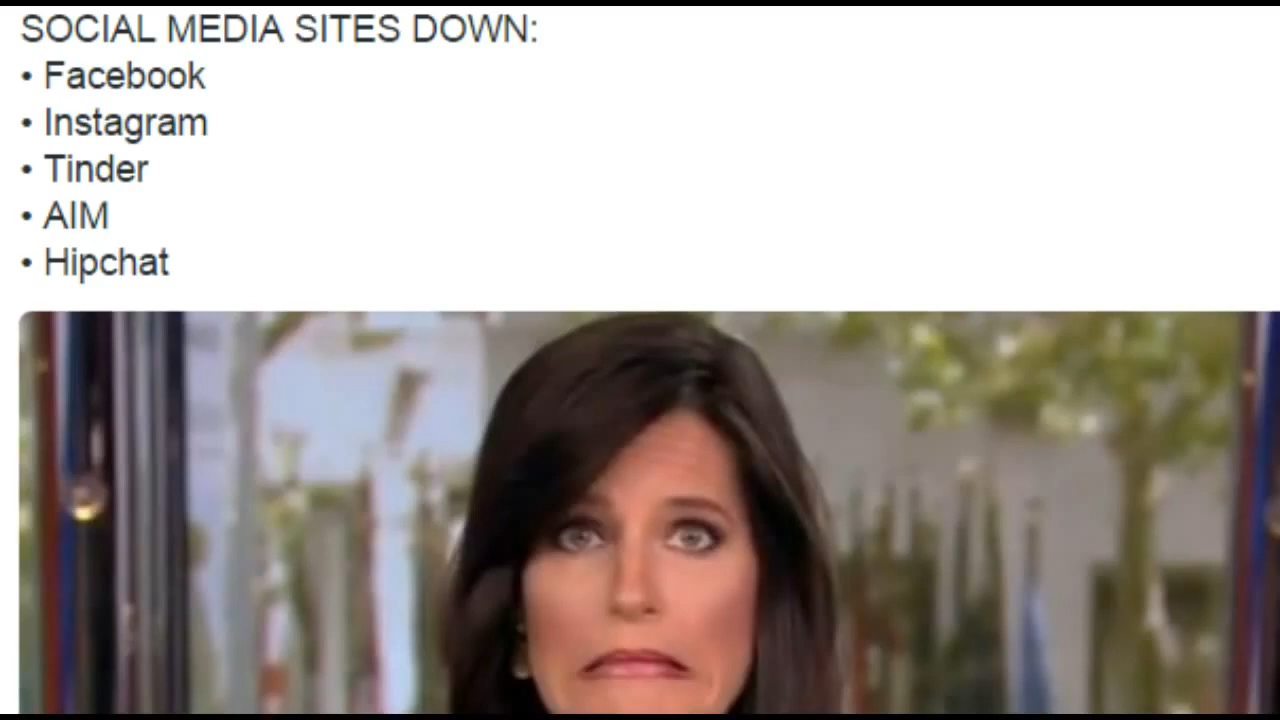 SOCIAL MEDIA SITES DOWN:
• Facebook
• Instagram
• Tinder
• AIM
• Hipchat